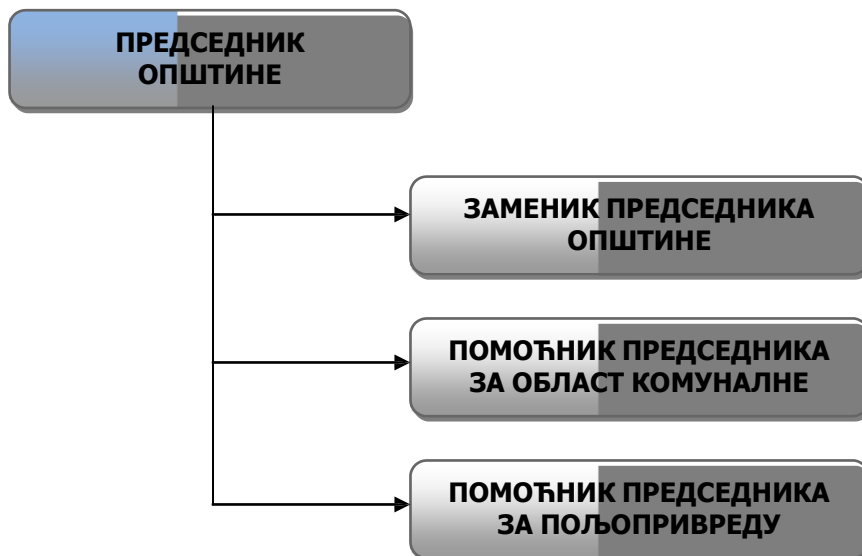 ПРЕДСЕДНИК
ОПШТИНЕ
ЗАМЕНИК ПРЕДСЕДНИКА
ОПШТИНЕ
ПОМОЋНИК ПРЕДСЕДНИКА
ЗА ОБЛАСТ КОМУНАЛНЕ
ПОМОЋНИК ПРЕДСЕДНИКА
ЗА ПОЉОПРИВРЕДУ